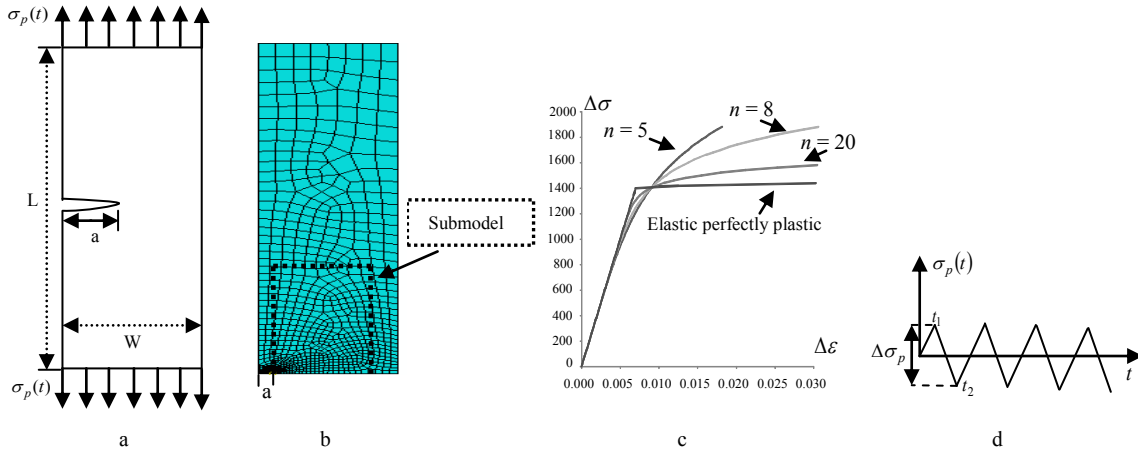 σₚ(t)
L
a
W
σₚ(t)
a
Submodel
a
b
Δσ
2000
1800
1600
1400
1200
1000
800
600
400
200
0
n = 5
n = 8
n = 20
Elastic perfectly plastic
Δε
0.000 0.005 0.010 0.015 0.020 0.025 0.030
c
σₚ(t)
t₁
Δσₚ
t₂
t
d